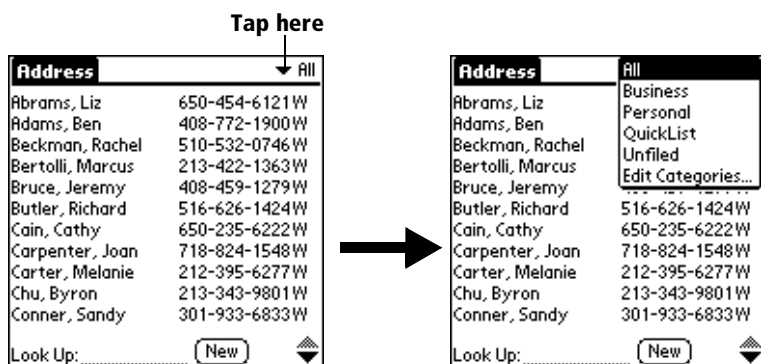 Tap here
Address All
Abrams, Liz 650-454-6121W
Adams, Ben 408-772-1900W
Beckman, Rachel 510-532-0746W
Bertolli, Marcus 213-422-1363W
Bruce, Jeremy 408-459-1279W
Butler, Richard 516-626-1424W
Cain, Cathy 650-235-6222W
Carpenter, Joan 718-824-1548W
Carter, Melanie 212-395-6277W
Chu, Byron 213-343-9801W
Conner, Sandy 301-933-6833W
Look Up: New
Address All
Business
Personal
QuickList
Unfiled
Edit Categories...
Abrams, Liz
Adams, Ben
Beckman, Rachel
Bertolli, Marcus
Bruce, Jeremy
Butler, Richard 516-626-1424W
Cain, Cathy 650-235-6222W
Carpenter, Joan 718-824-1548W
Carter, Melanie 212-395-6277W
Chu, Byron 213-343-9801W
Conner, Sandy 301-933-6833W
Look Up: New